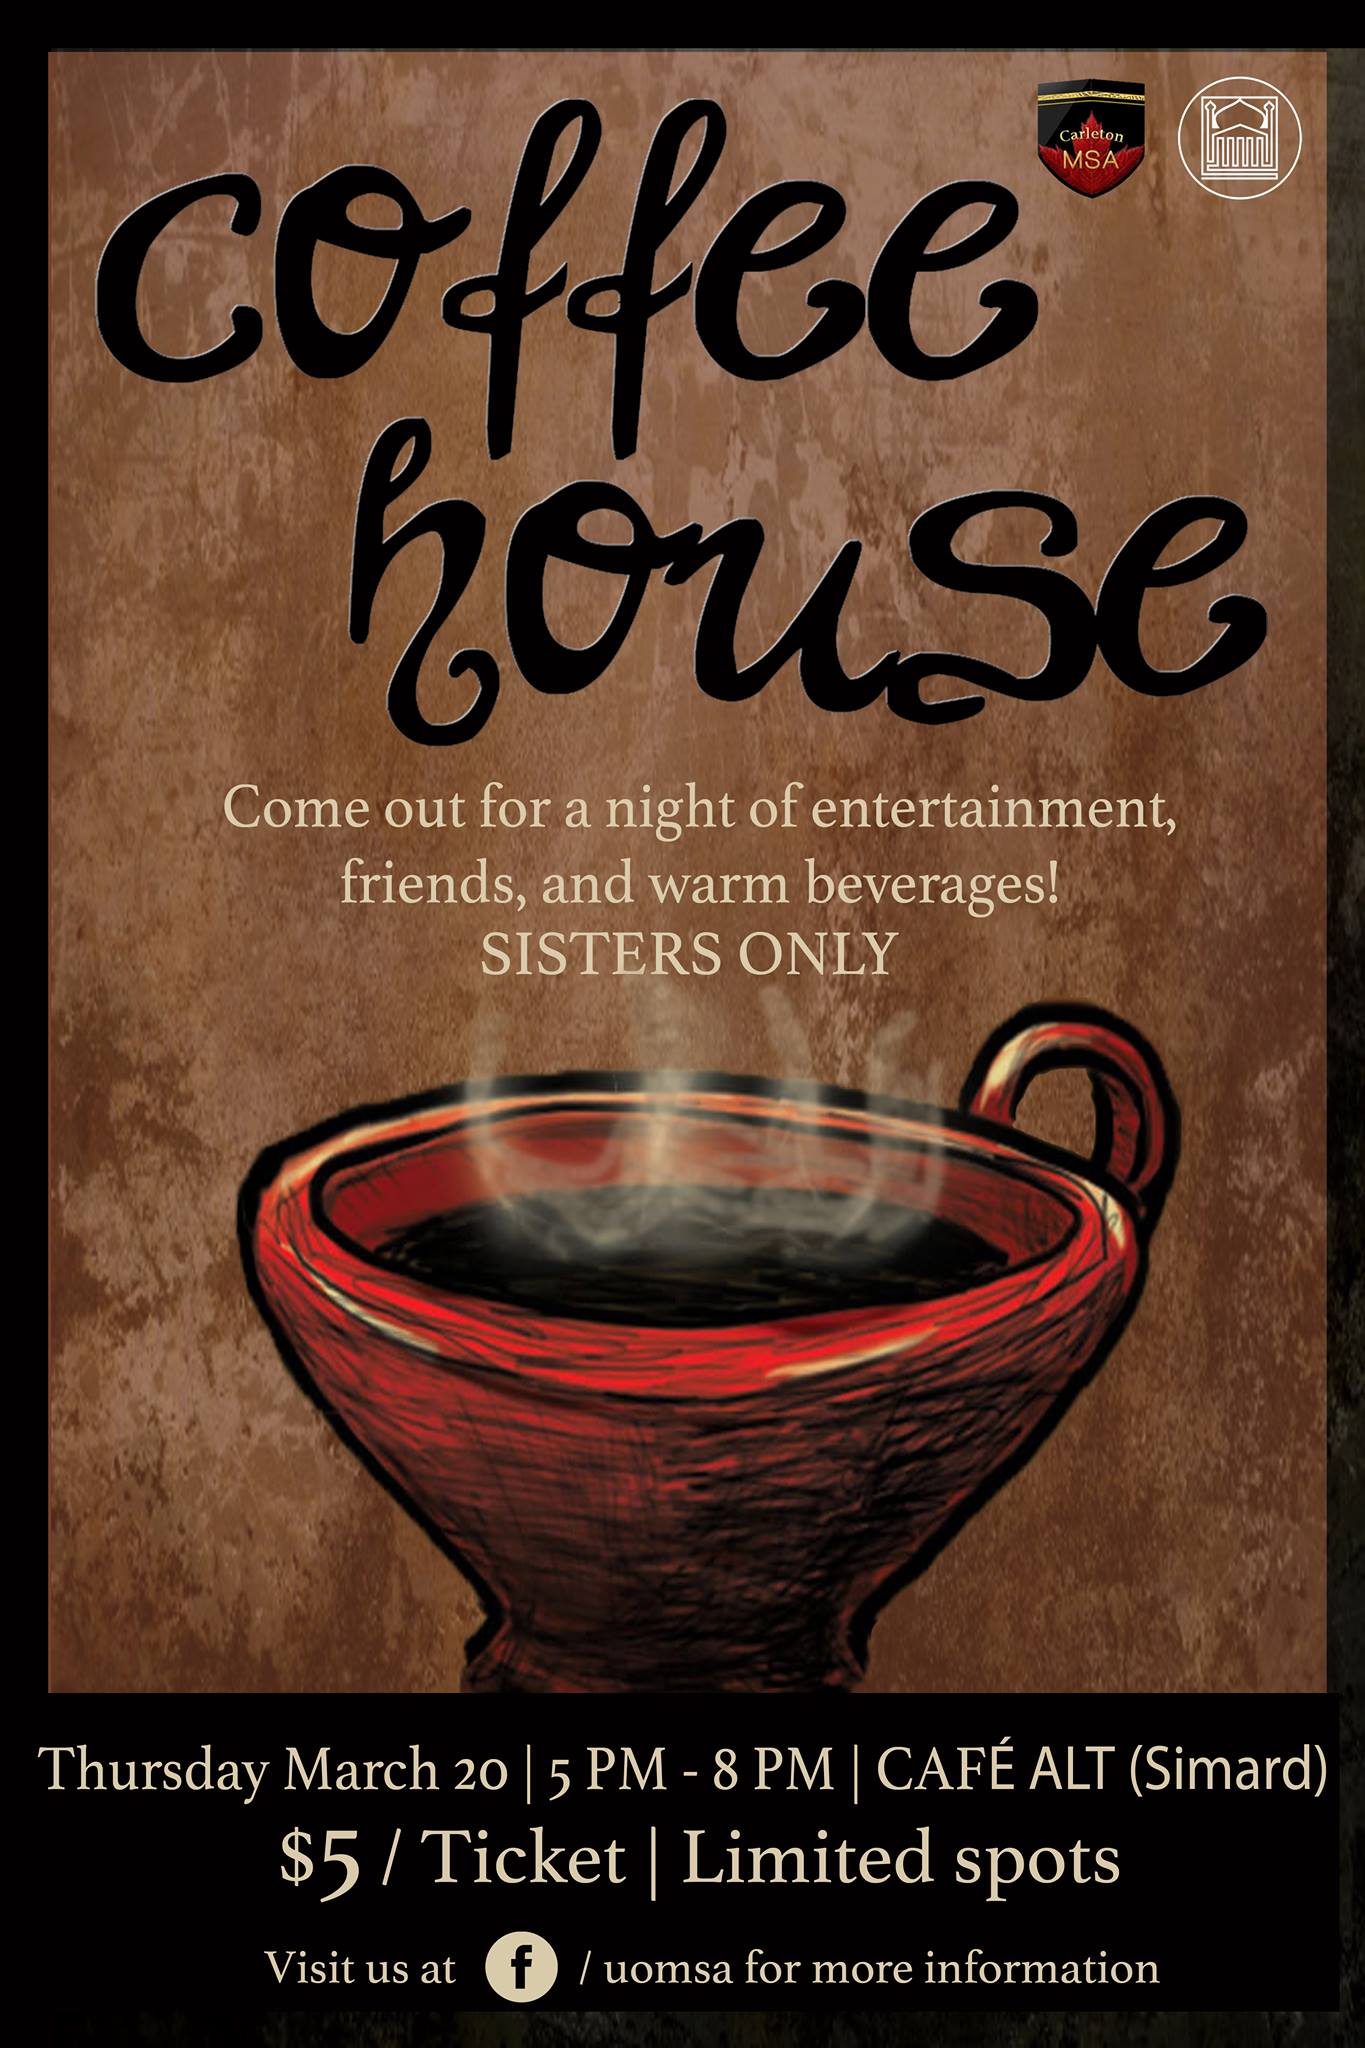 coffee
Carleton
MSA
house
Come out for a night of entertainment,
friends, and warm beverages!
SISTERS ONLY
Thursday March 20 | 5 PM - 8 PM | CAFÉ ALT (Simard)
$5 / Ticket | Limited spots
Visit us at f / uomsa for more information